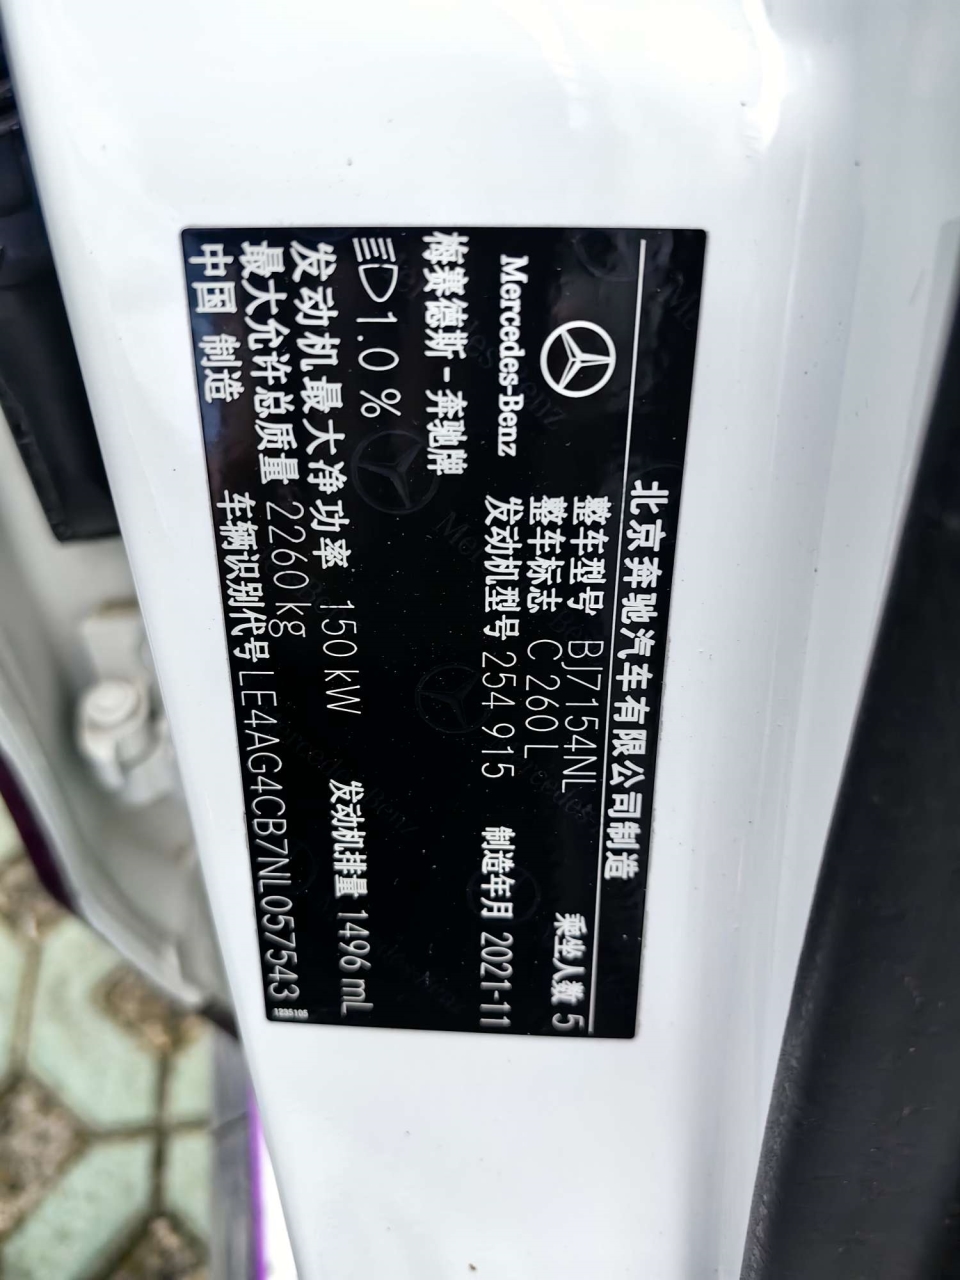 北京奔驰汽车有限公司制造
Mercedes-Benz
整车型号 BJ7154NL
乘坐人数 5
整车标志 C260L
梅赛德斯-奔驰牌
发动机型号 254 915
制造年月 2021-11
1.0 %
发动机最大净功率 150 kW
发动机排量 1496 mL
最大允许总质量 2260 kg
中国 制造
车辆识别代号 LE4AG4CB7NL057543
1235105